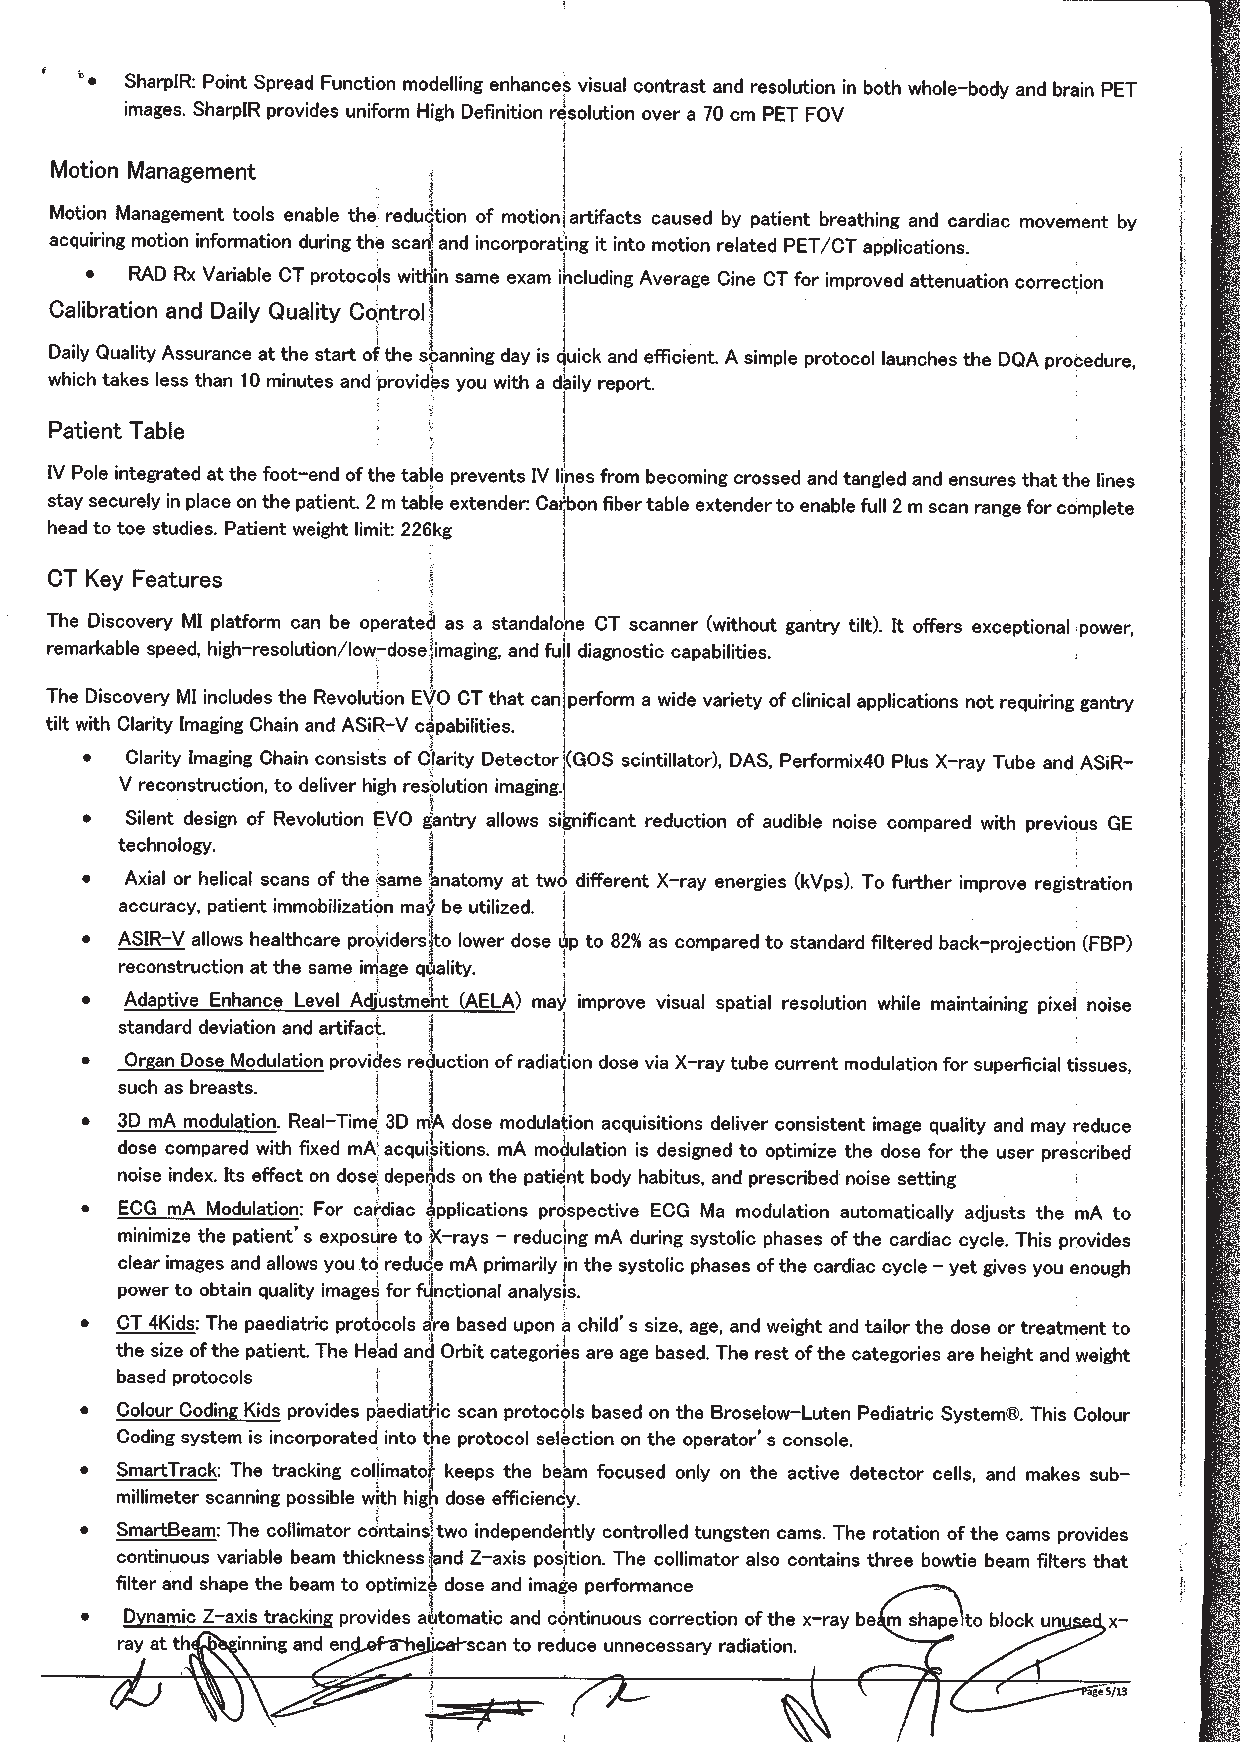 • SharpIR: Point Spread Function modelling enhances visual contrast and resolution in both whole-body and brain PET
images. SharpIR provides uniform High Definition resolution over a 70 cm PET FOV
Motion Management
Motion Management tools enable the reduction of motion artifacts caused by patient breathing and cardiac movement by
acquiring motion information during the scan and incorporating it into motion related PET/CT applications.
• RAD Rx Variable CT protocols within same exam including Average Cine CT for improved attenuation correction
Calibration and Daily Quality Control
Daily Quality Assurance at the start of the scanning day is quick and efficient. A simple protocol launches the DQA procedure,
which takes less than 10 minutes and provides you with a daily report.
Patient Table
IV Pole integrated at the foot-end of the table prevents IV lines from becoming crossed and tangled and ensures that the lines
stay securely in place on the patient. 2 m table extender: Carbon fiber table extender to enable full 2 m scan range for complete
head to toe studies. Patient weight limit: 226kg
CT Key Features
The Discovery MI platform can be operated as a standalone CT scanner (without gantry tilt). It offers exceptional power,
remarkable speed, high-resolution/low-dose imaging, and full diagnostic capabilities.
The Discovery MI includes the Revolution EVO CT that can perform a wide variety of clinical applications not requiring gantry
tilt with Clarity Imaging Chain and ASiR-V capabilities.
• Clarity Imaging Chain consists of Clarity Detector (GOS scintillator), DAS, Performix40 Plus X-ray Tube and ASiR-
V reconstruction, to deliver high resolution imaging.
• Silent design of Revolution EVO gantry allows significant reduction of audible noise compared with previous GE
technology.
• Axial or helical scans of the same anatomy at two different X-ray energies (kVps). To further improve registration
accuracy, patient immobilization may be utilized.
• ASIR-V allows healthcare providers to lower dose up to 82% as compared to standard filtered back-projection (FBP)
reconstruction at the same image quality.
• Adaptive Enhance Level Adjustment (AELA) may improve visual spatial resolution while maintaining pixel noise
standard deviation and artifact.
• Organ Dose Modulation provides reduction of radiation dose via X-ray tube current modulation for superficial tissues,
such as breasts.
• 3D mA modulation. Real-Time 3D mA dose modulation acquisitions deliver consistent image quality and may reduce
dose compared with fixed mA acquisitions. mA modulation is designed to optimize the dose for the user prescribed
noise index. Its effect on dose depends on the patient body habitus, and prescribed noise setting
• ECG mA Modulation: For cardiac applications prospective ECG Ma modulation automatically adjusts the mA to
minimize the patient's exposure to X-rays - reducing mA during systolic phases of the cardiac cycle. This provides
clear images and allows you to reduce mA primarily in the systolic phases of the cardiac cycle - yet gives you enough
power to obtain quality images for functional analysis.
• CT 4Kids: The paediatric protocols are based upon a child's size, age, and weight and tailor the dose or treatment to
the size of the patient. The Head and Orbit categories are age based. The rest of the categories are height and weight
based protocols
• Colour Coding Kids provides paediatric scan protocols based on the Broselow-Luten Pediatric System®. This Colour
Coding system is incorporated into the protocol selection on the operator's console.
• SmartTrack: The tracking collimator keeps the beam focused only on the active detector cells, and makes sub-
millimeter scanning possible with high dose efficiency.
• SmartBeam: The collimator contains two independently controlled tungsten cams. The rotation of the cams provides
continuous variable beam thickness and Z-axis position. The collimator also contains three bowtie beam filters that
filter and shape the beam to optimize dose and image performance
• Dynamic Z-axis tracking provides automatic and continuous correction of the x-ray beam shape to block unused x-
ray at the beginning and end of a helical scan to reduce unnecessary radiation.
Page 5/13